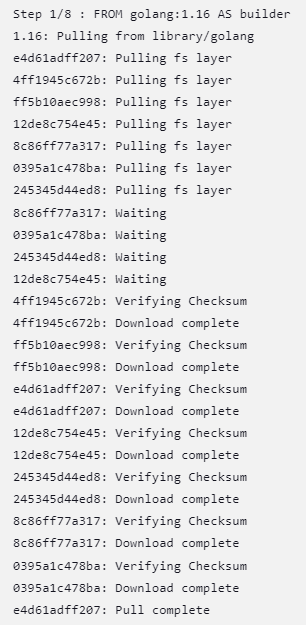 Step 1/8 : FROM golang:1.16 AS builder
1.16: Pulling from library/golang
e4d61adff207: Pulling fs layer
4ff1945c672b: Pulling fs layer
ff5b10aec998: Pulling fs layer
12de8c754e45: Pulling fs layer
8c86ff77a317: Pulling fs layer
0395a1c478ba: Pulling fs layer
245345d44ed8: Pulling fs layer
8c86ff77a317: Waiting
0395a1c478ba: Waiting
245345d44ed8: Waiting
12de8c754e45: Waiting
4ff1945c672b: Verifying Checksum
4ff1945c672b: Download complete
ff5b10aec998: Verifying Checksum
ff5b10aec998: Download complete
e4d61adff207: Verifying Checksum
e4d61adff207: Download complete
12de8c754e45: Verifying Checksum
12de8c754e45: Download complete
245345d44ed8: Verifying Checksum
245345d44ed8: Download complete
8c86ff77a317: Verifying Checksum
8c86ff77a317: Download complete
0395a1c478ba: Verifying Checksum
0395a1c478ba: Download complete
e4d61adff207: Pull complete